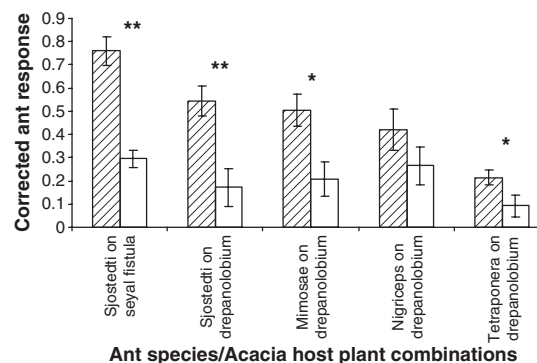 Corrected ant response
0.9
0.8
0.7
0.6
0.5
0.4
0.3
0.2
0.1
0
**
**
*
*
Sjostedti on
seyal fistula
Sjostedti on
drepanolobium
Mimosae on
drepanolobium
Nigriceps on
drepanolobium
Tetraponera on
drepanolobium
Ant species/Acacia host plant combinations